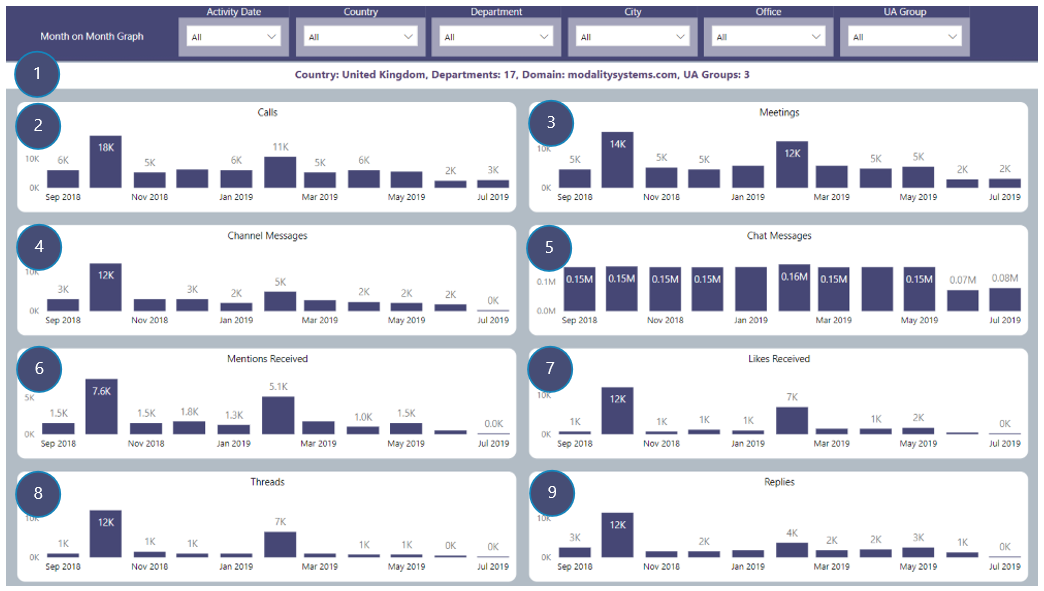 Activity Date Country Department City Office UA Group
Month on Month Graph All All All All All All
1 Country: United Kingdom, Departments: 17, Domain: modalitysystems.com, UA Groups: 3
2 Calls
10K 0K
6K 18K 5K 6K 11K 5K 6K 2K 3K
Sep 2018 Nov 2018 Jan 2019 Mar 2019 May 2019 Jul 2019
3 Meetings
10K 0K
5K 14K 5K 5K 12K 5K 5K 2K 2K
Sep 2018 Nov 2018 Jan 2019 Mar 2019 May 2019 Jul 2019
4 Channel Messages
10K 0K
3K 12K 3K 2K 5K 2K 2K 2K 0K
Sep 2018 Nov 2018 Jan 2019 Mar 2019 May 2019 Jul 2019
5 Chat Messages
0.1M 0.0M
0.15M 0.15M 0.15M 0.15M 0.16M 0.15M 0.15M 0.07M 0.08M
Sep 2018 Nov 2018 Jan 2019 Mar 2019 May 2019 Jul 2019
6 Mentions Received
5K 0K
1.5K 7.6K 1.5K 1.8K 1.3K 5.1K 1.0K 1.5K 0.0K
Sep 2018 Nov 2018 Jan 2019 Mar 2019 May 2019 Jul 2019
7 Likes Received
10K 0K
1K 12K 1K 1K 1K 7K 1K 2K 0K
Sep 2018 Nov 2018 Jan 2019 Mar 2019 May 2019 Jul 2019
8 Threads
10K 0K
1K 12K 1K 1K 7K 1K 1K 0K 0K
Sep 2018 Nov 2018 Jan 2019 Mar 2019 May 2019 Jul 2019
9 Replies
10K 0K
3K 12K 2K 4K 2K 2K 3K 1K 0K
Sep 2018 Nov 2018 Jan 2019 Mar 2019 May 2019 Jul 2019